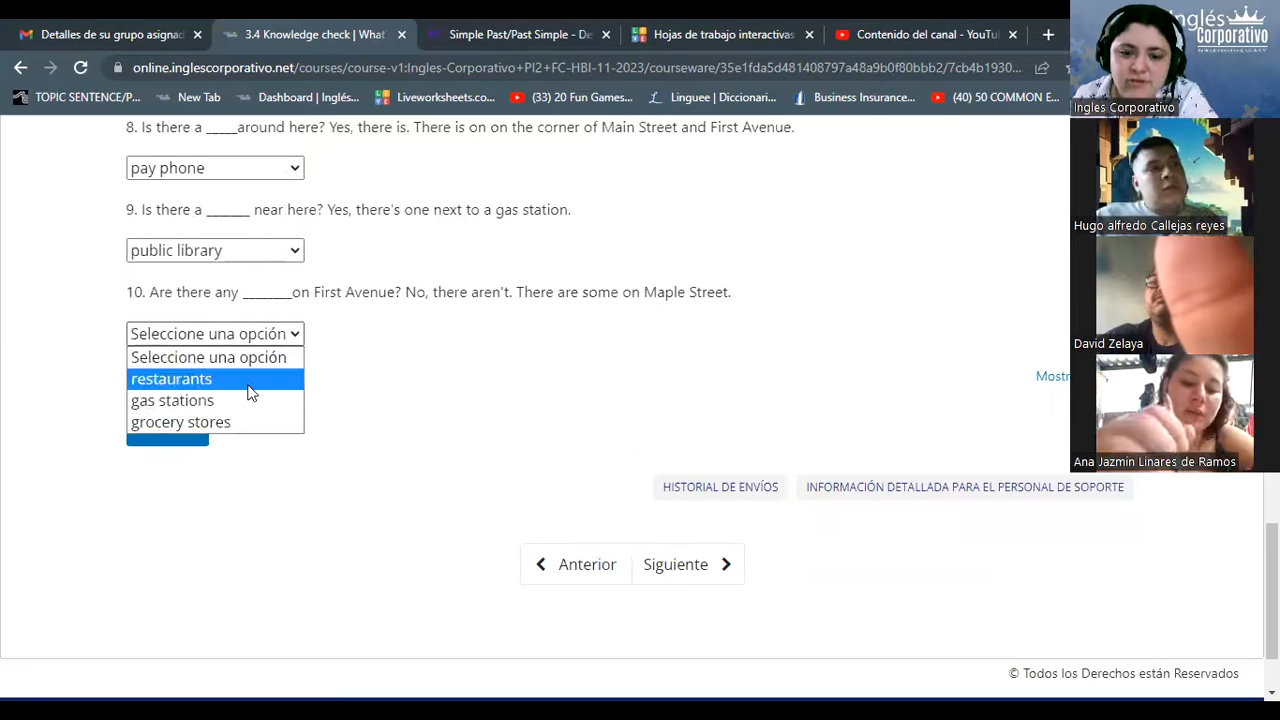 Detalles de su grupo asignad
3.4 Knowledge check | What'
Simple Past/Past Simple - De
Hojas de trabajo interactivas
Contenido del canal - YouTu
online.inglescorporativo.net/courses/course-v1:Ingles-Corporativo+PI2+FC-HBI-11-2023/courseware/35e1fda5d481408797a48a9b0f80bbb2/7cb4b1930...
TOPIC SENTENCE/P...
New Tab
Dashboard | Inglés...
Liveworksheets.co...
(33) 20 Fun Games...
Linguee | Diccionari...
Business Insurance...
(40) 50 COMMON E...
Inglés
Corporativo
Ingles Corporativo
8. Is there a _____around here? Yes, there is. There is on on the corner of Main Street and First Avenue.
pay phone
9. Is there a _______ near here? Yes, there's one next to a gas station.
public library
10. Are there any ________on First Avenue? No, there aren't. There are some on Maple Street.
Seleccione una opción
Seleccione una opción
restaurants
gas stations
grocery stores
Mostr
Hugo alfredo Callejas reyes
David Zelaya
Ana Jazmin Linares de Ramos
HISTORIAL DE ENVÍOS
INFORMACIÓN DETALLADA PARA EL PERSONAL DE SOPORTE
Anterior
Siguiente
© Todos los Derechos están Reservados